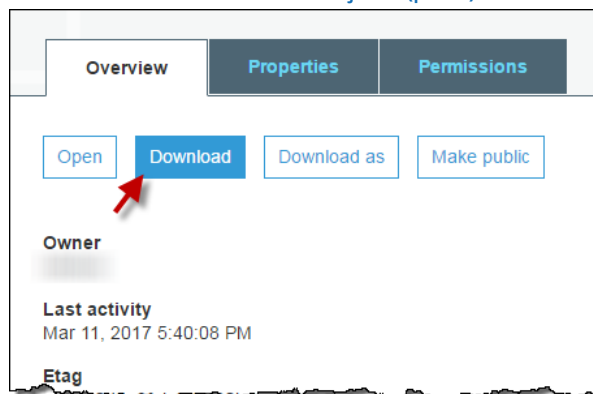 Overview Properties Permissions
Open Download Download as Make public
Owner
Last activity
Mar 11, 2017 5:40:08 PM
Etag